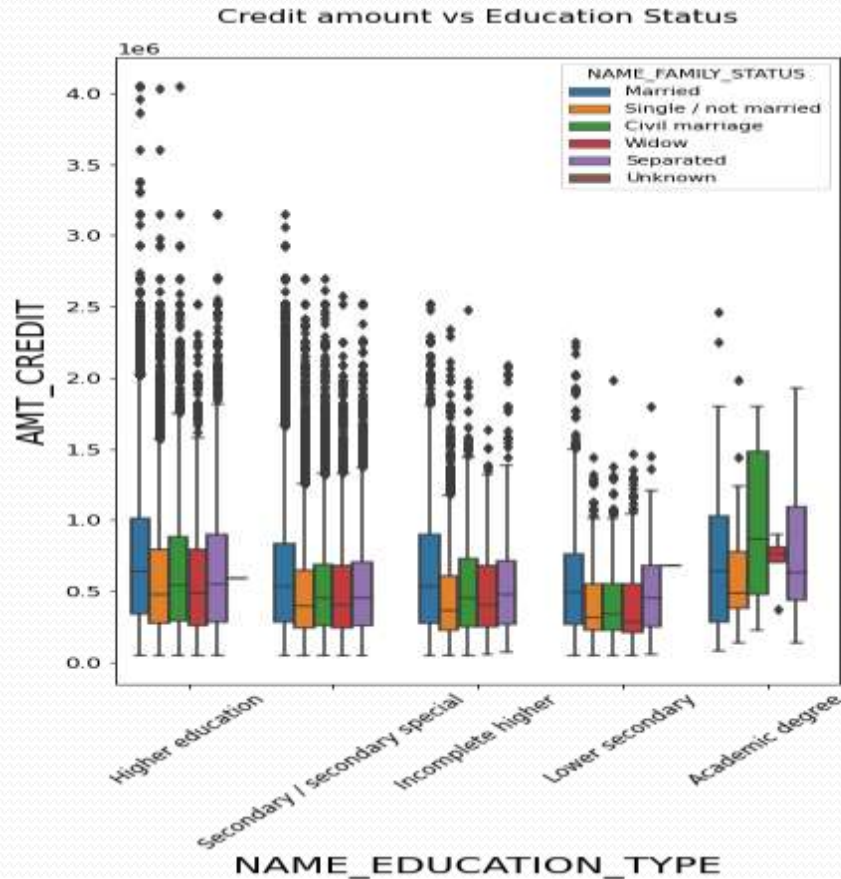 Credit amount vs Education Status
1e6
NAME_FAMILY_STATUS
Married
Single / not married
Civil marriage
Widow
Separated
Unknown
4.0
3.5
3.0
2.5
2.0
1.5
1.0
0.5
0.0
AMT_CREDIT
Higher education
Secondary / secondary special
Incomplete higher
Lower secondary
Academic degree
NAME_EDUCATION_TYPE